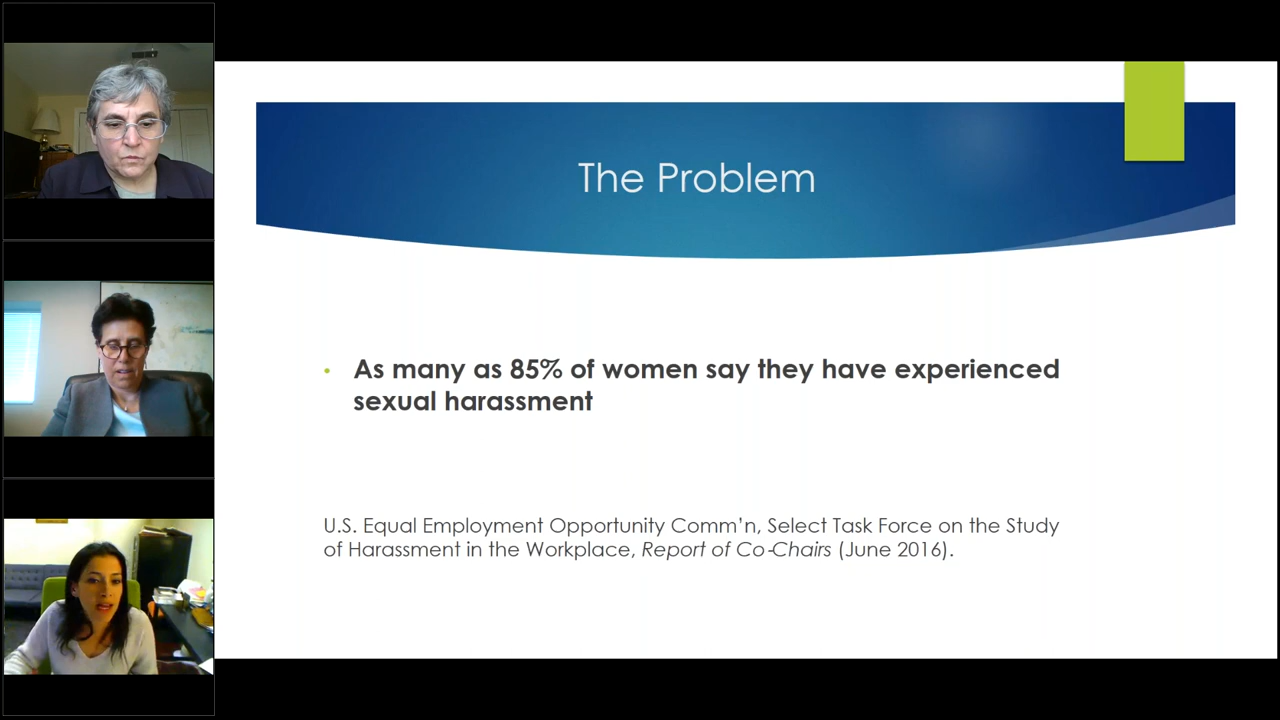 The Problem
• As many as 85% of women say they have experienced
sexual harassment
U.S. Equal Employment Opportunity Comm'n, Select Task Force on the Study
of Harassment in the Workplace, Report of Co-Chairs (June 2016).